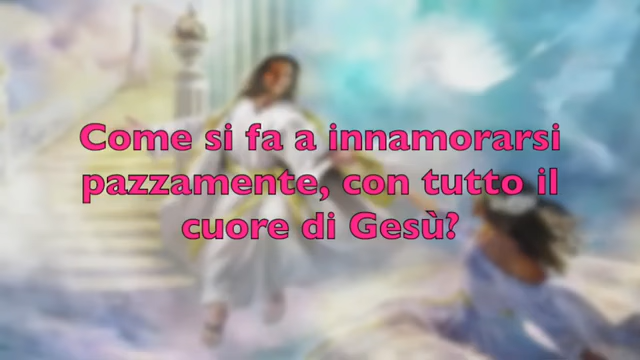 Come si fa a innamorarsi
pazzamente, con tutto il
cuore di Gesù?